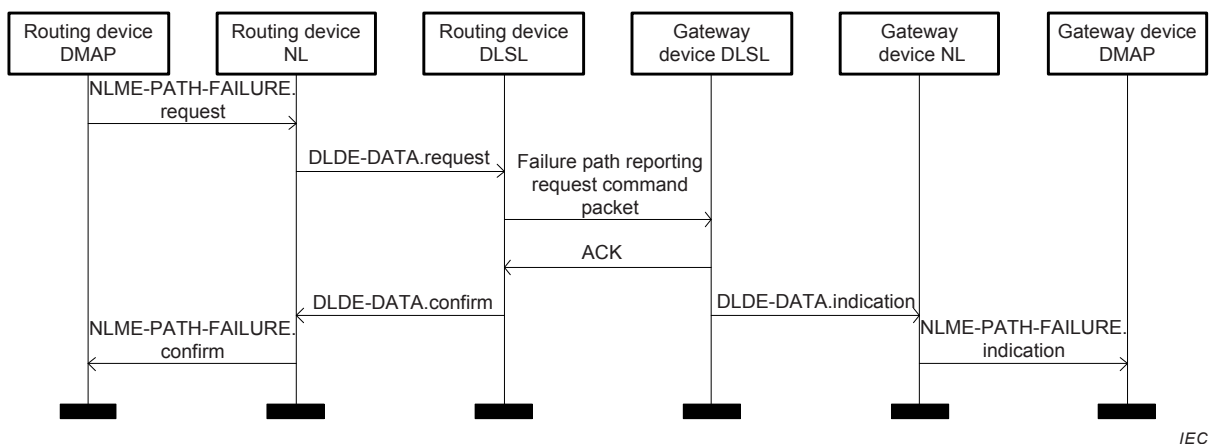 Routing device
DMAP
Routing device
NL
Routing device
DLSL
Gateway
device DLSL
Gateway
device NL
Gateway device
DMAP
NLME-PATH-FAILURE.
request
DLDE-DATA.request
Failure path reporting
request command
packet
ACK
DLDE-DATA.confirm
DLDE-DATA.indication
NLME-PATH-FAILURE.
confirm
NLME-PATH-FAILURE.
indication
IEC